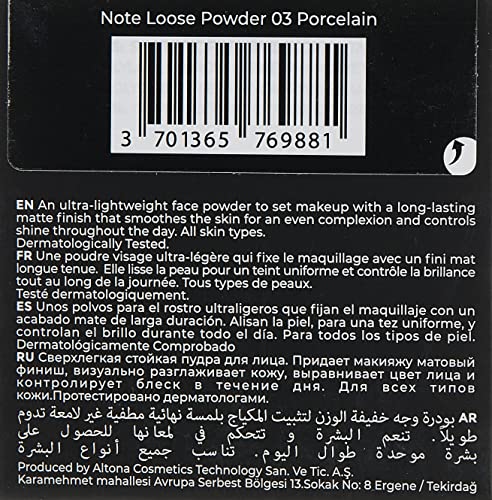 Note Loose Powder 03 Porcelain
3 701365 769881
EN An ultra-lightweight face powder to set makeup with a long-lasting
matte finish that smoothes the skin for an even complexion and controls
shine throughout the day. All skin types.
Dermatologically Tested.
FR Une poudre visage ultra-légère qui fixe le maquillage avec un fini mat
longue tenue. Elle lisse la peau pour un teint uniforme et contrôle la brillance
tout au long de la journée. Tous types de peaux.
Testé dermatologiquement.
ES Unos polvos para el rostro ultraligeros que fijan el maquillaje con un
acabado mate de larga duración. Alisan la piel, para una tez uniforme, y
controlan el brillo durante todo el día. Para todos los tipos de piel.
Dermatológicamente Comprobado
RU Сверхлегкая стойкая пудра для лица. Придает макияжу матовый
финиш, визуально разглаживает кожу, выравнивает цвет лица и
контролирует блеск в течение дня. Для всех типов
кожи.Протестировано дерматологами.
AR بودرة وجه خفيفة الوزن لتثبيت المكياج بلمسة نهائية مطفية غير لامعة تدوم
طويلاً. تنعم البشرة و تتحكم في لمعانها للحصول على
بشرة موحدة طوال اليوم. تناسب جميع أنواع البشرة
Produced by Altona Cosmetics Technology San. Ve Tic. A.Ş.
Karamehmet mahallesi Avrupa Serbest Bölgesi 13.Sokak No: 8 Ergene / Tekirdağ